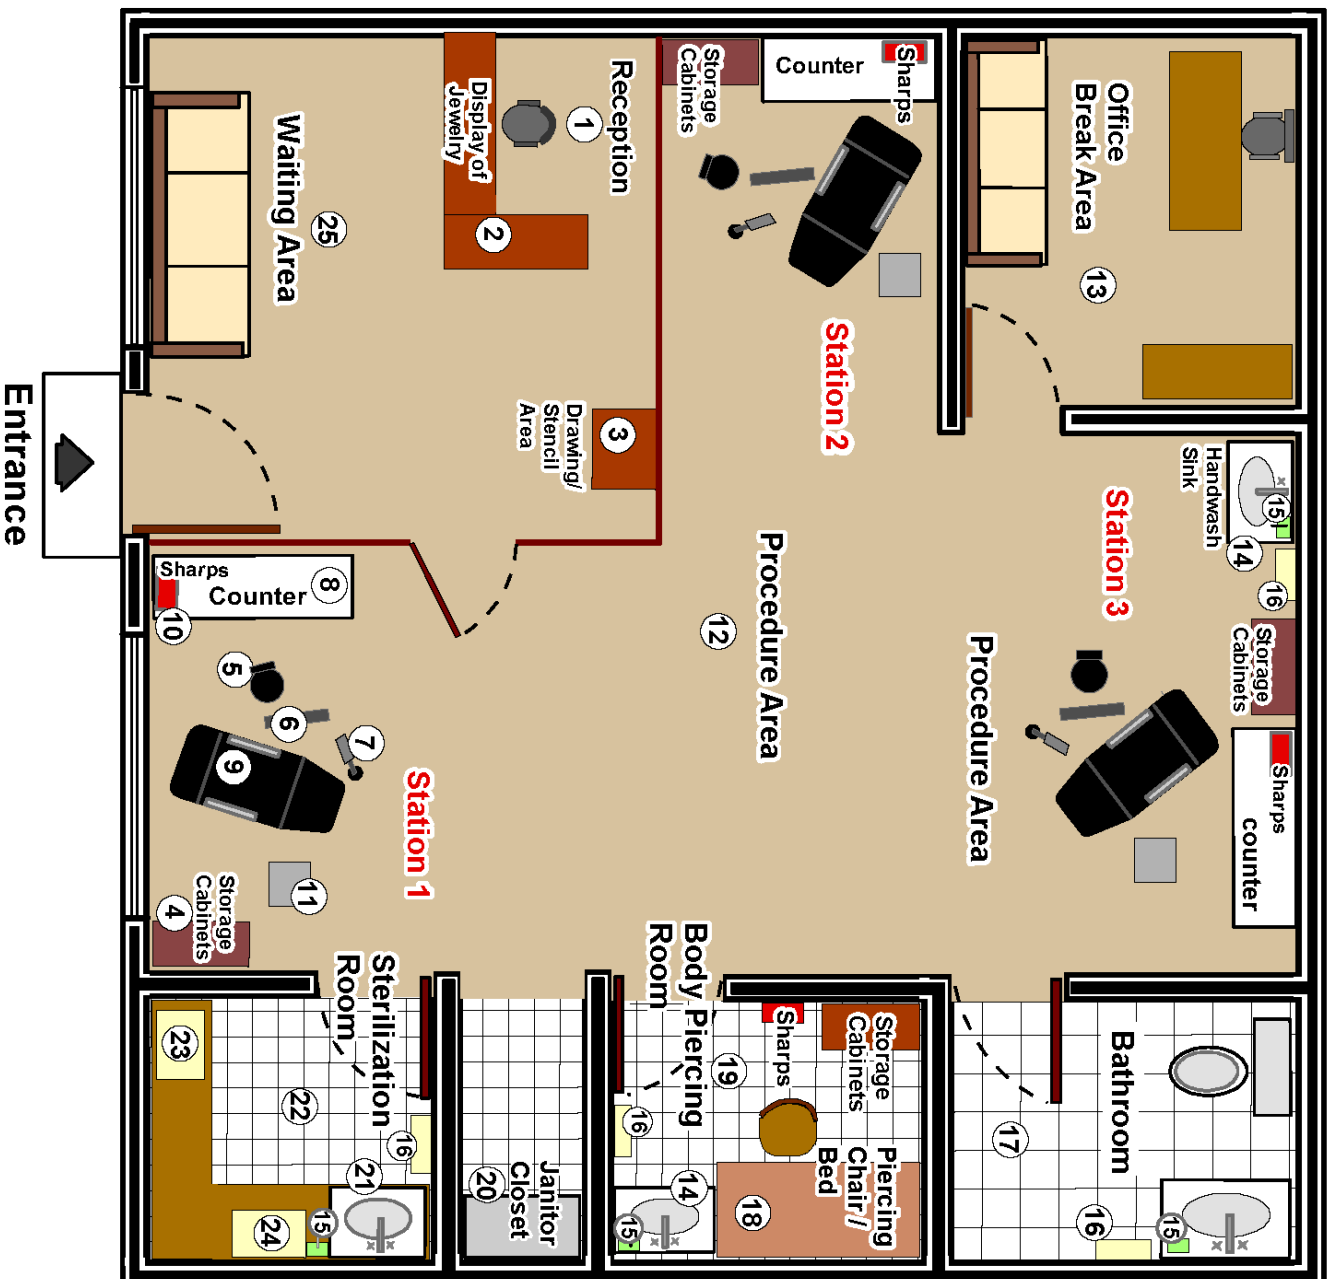 Reception
1
Display of
Jewelry
2
Waiting Area
25
Drawing/
Stencil
Area
3
Entrance
Storage
Cabinets
Counter
Sharps
Station 2
Office
Break Area
13
Handwash
Sink
15
14
16
Station 3
Storage
Cabinets
Sharps
counter
Procedure Area
Procedure Area
12
Sharps
Counter
8
10
5
6
7
9
Station 1
11
4
Storage
Cabinets
Sterilization
Room
23
22
16
21
15
24
Janitor
Closet
20
Body Piercing
Room
19
Sharps
Storage
Cabinets
16
14
15
Piercing
Chair /
Bed
18
Bathroom
17
16
15